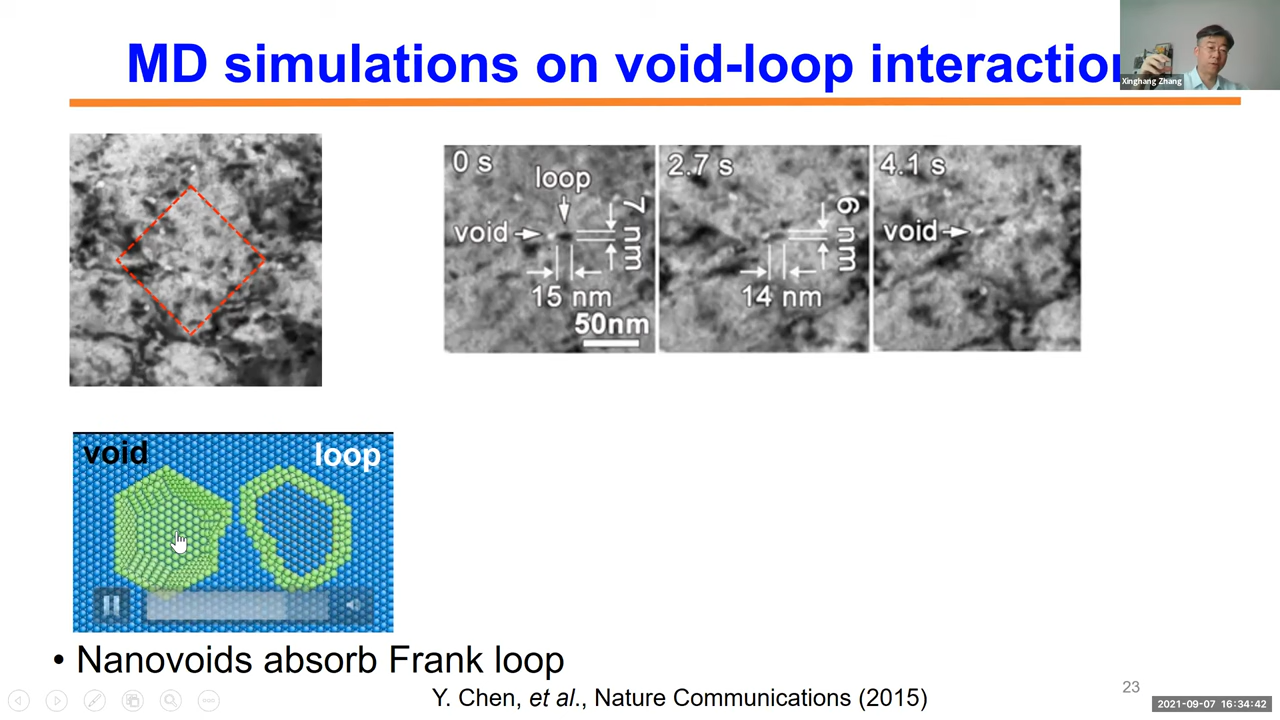 MD simulations on void-loop interaction
Xinghang Zhang
0 s
loop
void
7 nm
15 nm
50nm
2.7 s
6 nm
14 nm
4.1 s
void
void
loop
• Nanovoids absorb Frank loop
Y. Chen, et al., Nature Communications (2015)
23
2021-09-07 16:34:42